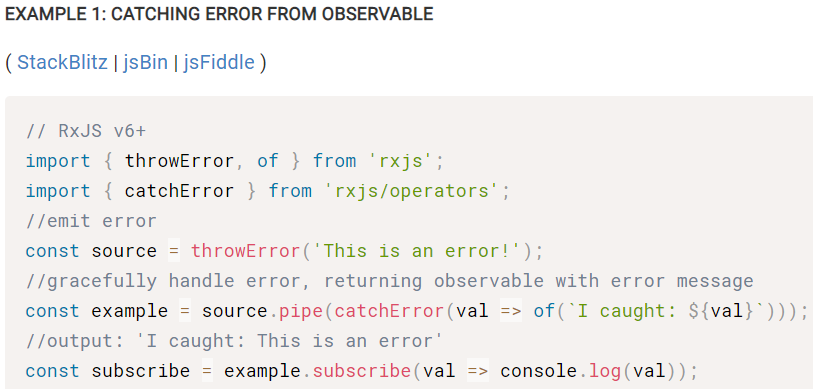 EXAMPLE 1: CATCHING ERROR FROM OBSERVABLE
( StackBlitz | jsBin | jsFiddle )
// RxJS v6+
import { throwError, of } from 'rxjs';
import { catchError } from 'rxjs/operators';
//emit error
const source = throwError('This is an error!');
//gracefully handle error, returning observable with error message
const example = source.pipe(catchError(val => of(`I caught: ${val}`)));
//output: 'I caught: This is an error'
const subscribe = example.subscribe(val => console.log(val));